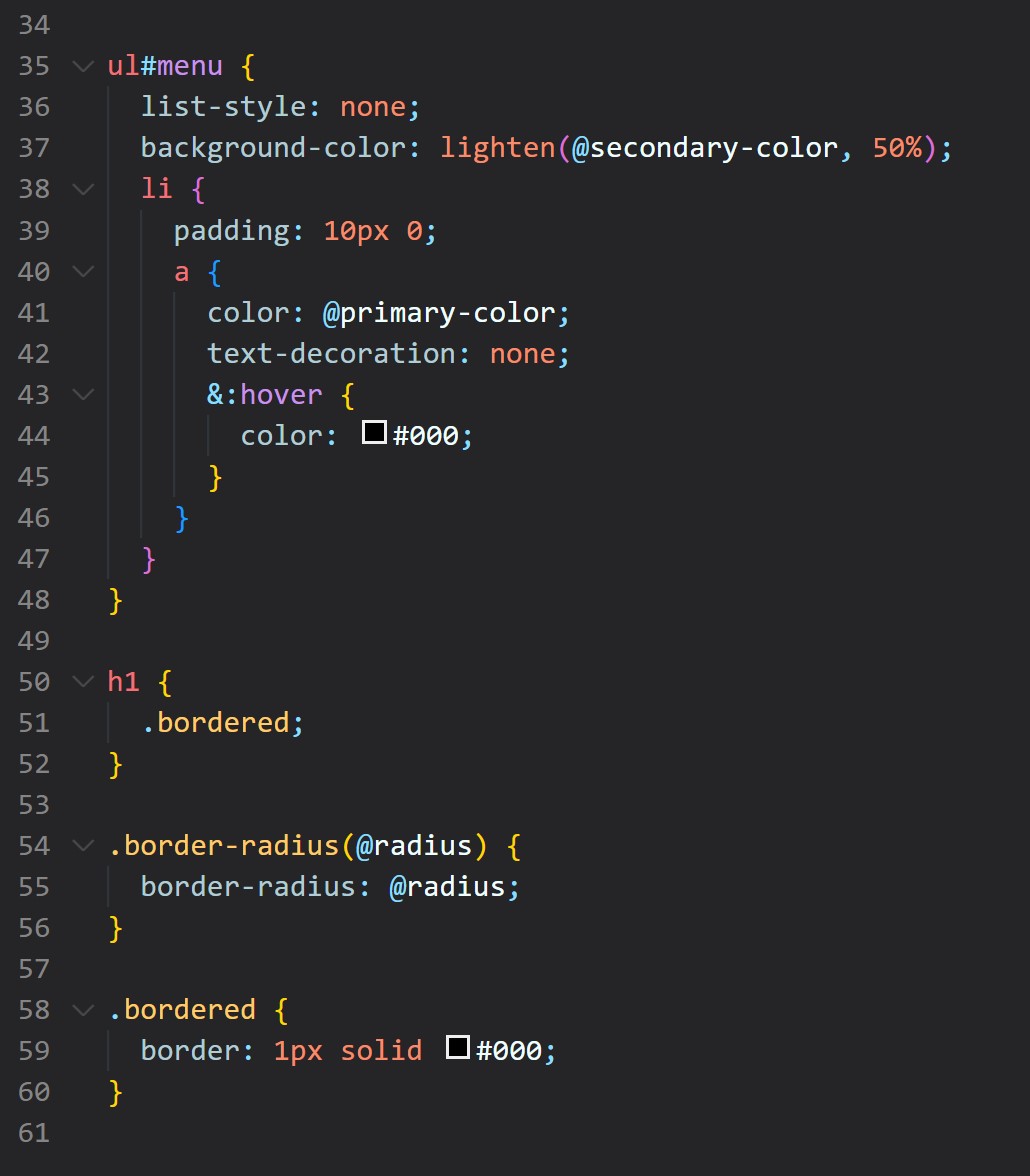 34
35 ul#menu {
36   list-style: none;
37   background-color: lighten(@secondary-color, 50%);
38   li {
39     padding: 10px 0;
40     a {
41       color: @primary-color;
42       text-decoration: none;
43       &:hover {
44         color: #000;
45       }
46     }
47   }
48 }
49
50 h1 {
51   .bordered;
52 }
53
54 .border-radius(@radius) {
55   border-radius: @radius;
56 }
57
58 .bordered {
59   border: 1px solid #000;
60 }
61